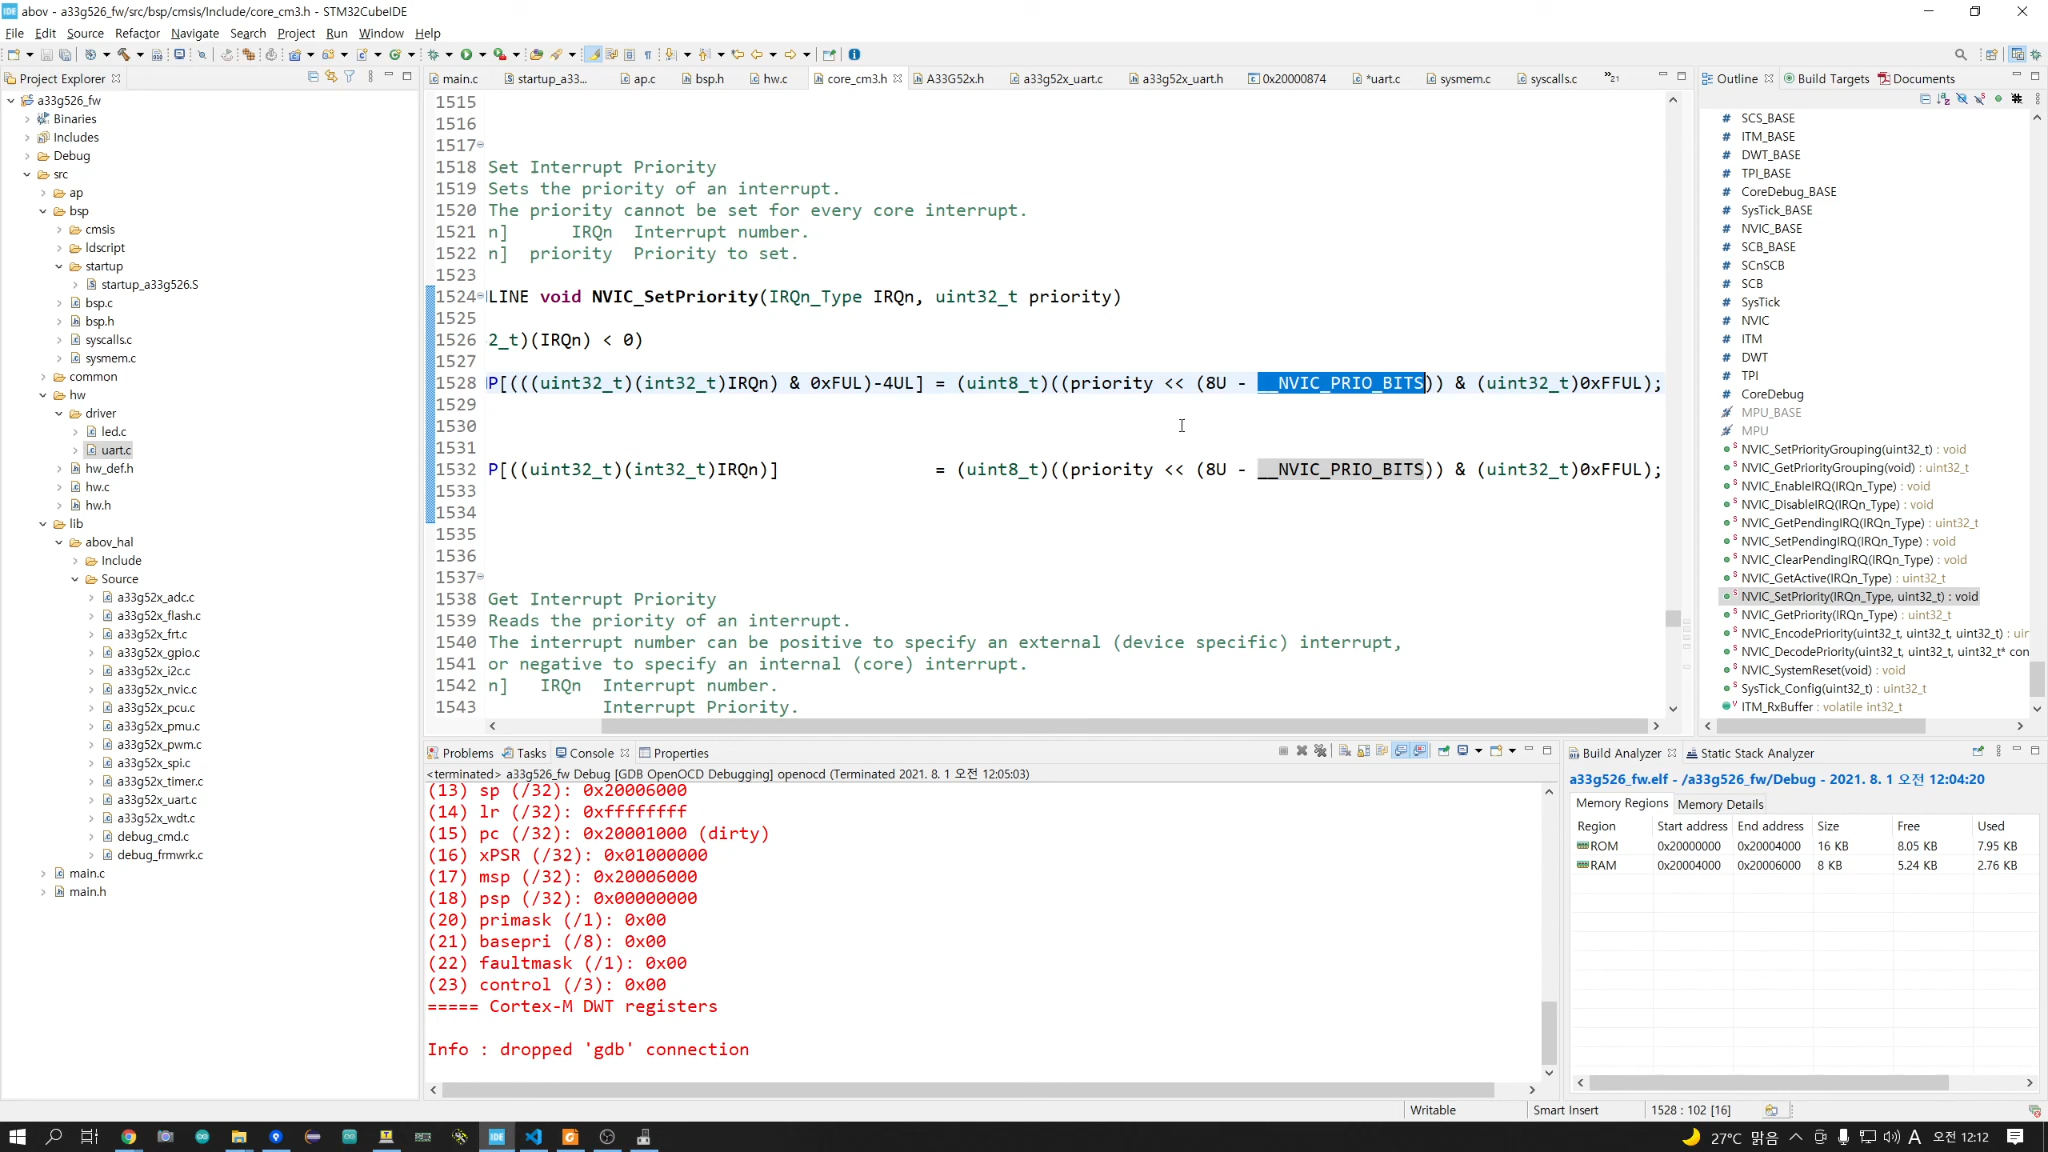 abov - a33g526_fw/src/bsp/cmsis/Include/core_cm3.h - STM32CubeIDE
File Edit Source Refactor Navigate Search Project Run Window Help
Project Explorer
main.c startup_a33... ap.c bsp.h hw.c core_cm3.h A33G52x.h a33g52x_uart.c a33g52x_uart.h 0x20000874 *uart.c sysmem.c syscalls.c »21
Outline Build Targets Documents
a33g526_fw
Binaries
Includes
Debug
src
ap
bsp
cmsis
ldscript
startup
startup_a33g526.S
bsp.c
bsp.h
syscalls.c
sysmem.c
common
hw
driver
led.c
uart.c
hw_def.h
hw.c
hw.h
lib
abov_hal
Include
Source
a33g52x_adc.c
a33g52x_flash.c
a33g52x_frt.c
a33g52x_gpio.c
a33g52x_i2c.c
a33g52x_nvic.c
a33g52x_pcu.c
a33g52x_pmu.c
a33g52x_pwm.c
a33g52x_spi.c
a33g52x_timer.c
a33g52x_uart.c
a33g52x_wdt.c
debug_cmd.c
debug_frmwrk.c
main.c
main.h
1515
1516
1517
1518 Set Interrupt Priority
1519 Sets the priority of an interrupt.
1520 The priority cannot be set for every core interrupt.
1521 n] IRQn Interrupt number.
1522 n] priority Priority to set.
1523
1524 LINE void NVIC_SetPriority(IRQn_Type IRQn, uint32_t priority)
1525
1526 2_t)(IRQn) < 0)
1527
1528 P[(((uint32_t)(int32_t)IRQn) & 0xFUL)-4UL] = (uint8_t)((priority << (8U - __NVIC_PRIO_BITS)) & (uint32_t)0xFFUL);
1529
1530
1531
1532 P[((uint32_t)(int32_t)IRQn)] = (uint8_t)((priority << (8U - __NVIC_PRIO_BITS)) & (uint32_t)0xFFUL);
1533
1534
1535
1536
1537
1538 Get Interrupt Priority
1539 Reads the priority of an interrupt.
1540 The interrupt number can be positive to specify an external (device specific) interrupt,
1541 or negative to specify an internal (core) interrupt.
1542 n] IRQn Interrupt number.
1543 Interrupt Priority.
SCS_BASE
ITM_BASE
DWT_BASE
TPI_BASE
CoreDebug_BASE
SysTick_BASE
NVIC_BASE
SCB_BASE
SCnSCB
SCB
SysTick
NVIC
ITM
DWT
TPI
CoreDebug
MPU_BASE
MPU
NVIC_SetPriorityGrouping(uint32_t) : void
NVIC_GetPriorityGrouping(void) : uint32_t
NVIC_EnableIRQ(IRQn_Type) : void
NVIC_DisableIRQ(IRQn_Type) : void
NVIC_GetPendingIRQ(IRQn_Type) : uint32_t
NVIC_SetPendingIRQ(IRQn_Type) : void
NVIC_ClearPendingIRQ(IRQn_Type) : void
NVIC_GetActive(IRQn_Type) : uint32_t
NVIC_SetPriority(IRQn_Type, uint32_t) : void
NVIC_GetPriority(IRQn_Type) : uint32_t
NVIC_EncodePriority(uint32_t, uint32_t, uint32_t) : uir
NVIC_DecodePriority(uint32_t, uint32_t, uint32_t* con
NVIC_SystemReset(void) : void
SysTick_Config(uint32_t) : uint32_t
ITM_RxBuffer : volatile int32_t
Problems Tasks Console Properties
<terminated> a33g526_fw Debug [GDB OpenOCD Debugging] openocd (Terminated 2021. 8. 1 오전 12:05:03)
(13) sp (/32): 0x20006000
(14) lr (/32): 0xffffffff
(15) pc (/32): 0x20001000 (dirty)
(16) xPSR (/32): 0x01000000
(17) msp (/32): 0x20006000
(18) psp (/32): 0x00000000
(20) primask (/1): 0x00
(21) basepri (/8): 0x00
(22) faultmask (/1): 0x00
(23) control (/3): 0x00
===== Cortex-M DWT registers
Info : dropped 'gdb' connection
Build Analyzer Static Stack Analyzer
a33g526_fw.elf - /a33g526_fw/Debug - 2021. 8. 1 오전 12:04:20
Memory Regions Memory Details
Region Start address End address Size Free Used
ROM 0x20000000 0x20004000 16 KB 8.05 KB 7.95 KB
RAM 0x20004000 0x20006000 8 KB 5.24 KB 2.76 KB
Writable Smart Insert 1528 : 102 [16]
27°C 맑음 A 오전 12:12